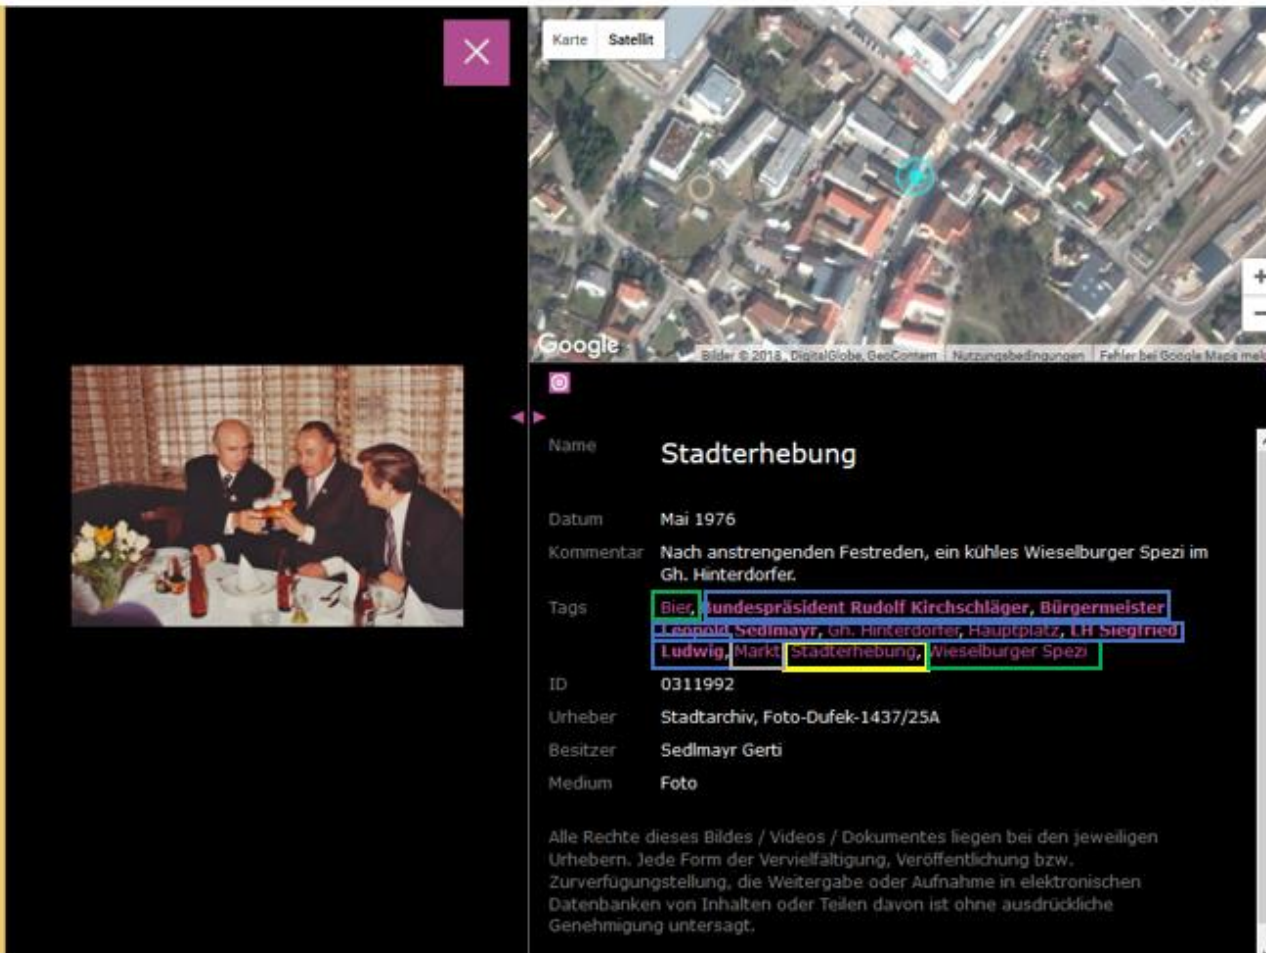 Karte Satellit
Google
Bilder © 2018, DigitalGlobe, GeoContent Nutzungsbedingungen Fehler bei Google Maps
Name Stadterhebung
Datum Mai 1976
Kommentar Nach anstrengenden Festreden, ein kühles Wieselburger Spezi im
Gh. Hinterdorfer.
Tags Bier, Bundespräsident Rudolf Kirchschläger, Bürgermeister
Leopold Sedlmayr, Gh. Hinterdorfer, Hauptplatz, LH Siegfried
Ludwig, Markt, Stadterhebung, Wieselburger Spezi
ID 0311992
Urheber Stadtarchiv, Foto-Dufek-1437/25A
Besitzer Sedlmayr Gerti
Medium Foto
Alle Rechte dieses Bildes / Videos / Dokumentes liegen bei den jeweiligen
Urhebern. Jede Form der Vervielfältigung, Veröffentlichung bzw.
Zurverfügungstellung, die Weitergabe oder Aufnahme in elektronischen
Datenbanken von Inhalten oder Teilen davon ist ohne ausdrückliche
Genehmigung untersagt.